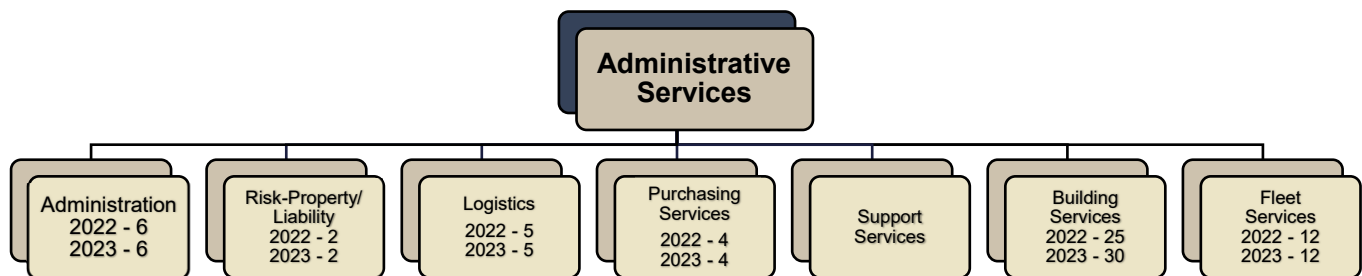 Administrative
Services
Administration
2022 - 6
2023 - 6
Risk-Property/
Liability
2022 - 2
2023 - 2
Logistics
2022 - 5
2023 - 5
Purchasing
Services
2022 - 4
2023 - 4
Support
Services
Building
Services
2022 - 25
2023 - 30
Fleet
Services
2022 - 12
2023 - 12